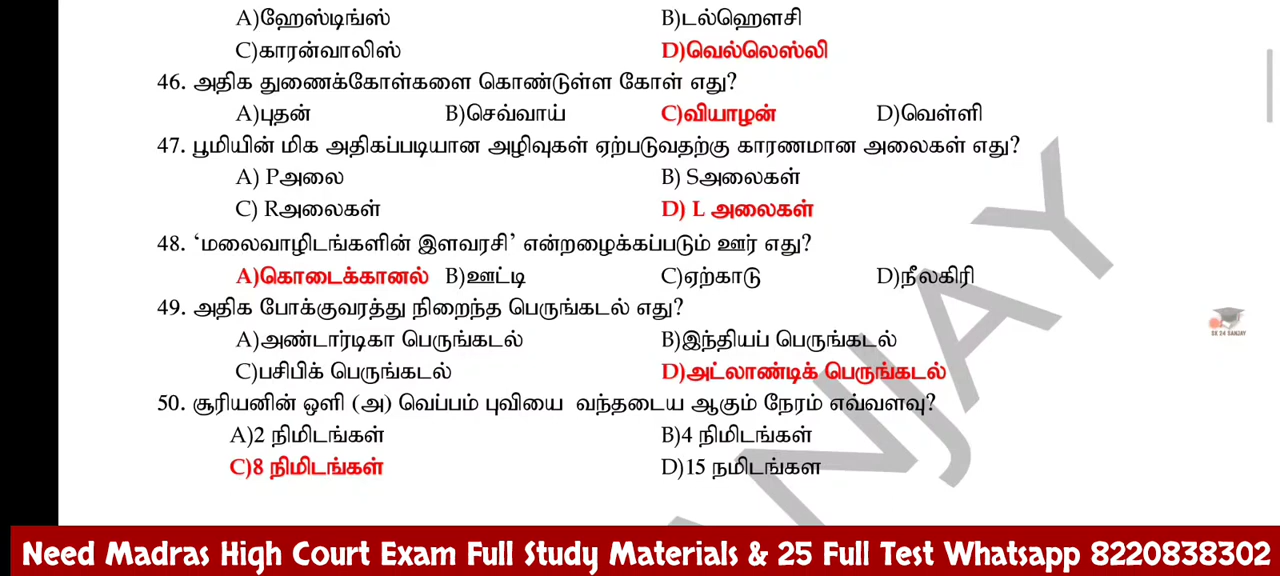 A)ஹேஸ்டிங்ஸ் B)டல்ஹௌசி
C)காரன்வாலிஸ் D)வெல்லெஸ்லி
46. அதிக துணைக்கோள்களை கொண்டுள்ள கோள் எது?
A)புதன் B)செவ்வாய் C)வியாழன் D)வெள்ளி
47. பூமியின் மிக அதிகப்படியான அழிவுகள் ஏற்படுவதற்கு காரணமான அலைகள் எது?
A) Pஅலை B) Sஅலைகள்
C) Rஅலைகள் D) L அலைகள்
48. ‘மலைவாழிடங்களின் இளவரசி’ என்றழைக்கப்படும் ஊர் எது?
A)கொடைக்கானல் B)ஊட்டி C)ஏற்காடு D)நீலகிரி
49. அதிக போக்குவரத்து நிறைந்த பெருங்கடல் எது?
A)அண்டார்டிகா பெருங்கடல் B)இந்தியப் பெருங்கடல்
C)பசிபிக் பெருங்கடல் D)அட்லாண்டிக் பெருங்கடல்
50. சூரியனின் ஒளி (அ) வெப்பம் புவியை வந்தடைய ஆகும் நேரம் எவ்வளவு?
A)2 நிமிடங்கள் B)4 நிமிடங்கள்
C)8 நிமிடங்கள் D)15 நமிடங்கள
NJAY
SK 24 SANJAY
Need Madras High Court Exam Full Study Materials & 25 Full Test Whatsapp 8220838302